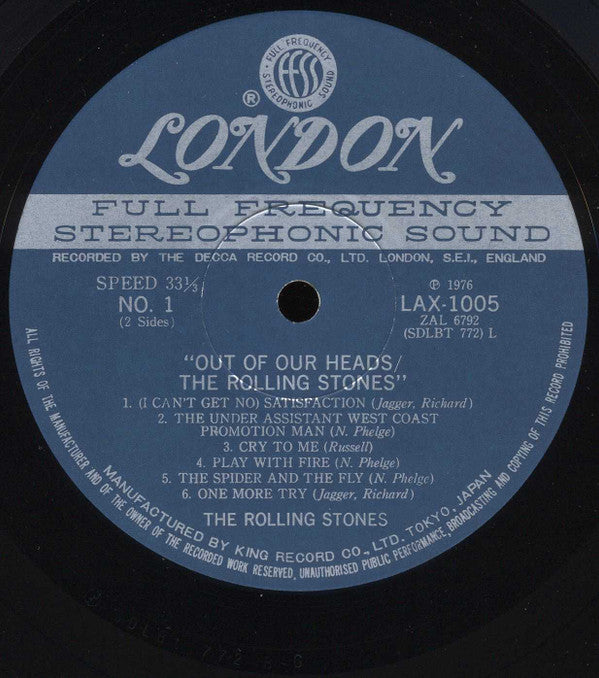 FULL FREQUENCY
ffss
STEREOPHONIC SOUND
®
LONDON
FULL FREQUENCY
STEREOPHONIC SOUND
RECORDED BY THE DECCA RECORD CO., LTD. LONDON, S.E.I., ENGLAND
SPEED 33⅓
NO. 1
(2 Sides)
℗ 1976
LAX-1005
ZAL 6792
(SDLBT 772) L
"OUT OF OUR HEADS/
THE ROLLING STONES"
1. (I CAN'T GET NO) SATISFACTION (Jagger, Richard)
2. THE UNDER ASSISTANT WEST COAST
PROMOTION MAN (N. Phelge)
3. CRY TO ME (Russell)
4. PLAY WITH FIRE (N. Phelge)
5. THE SPIDER AND THE FLY (N. Phelge)
6. ONE MORE TRY (Jagger, Richard)
THE ROLLING STONES
MANUFACTURED BY KING RECORD CO., LTD. TOKYO, JAPAN
ALL RIGHTS OF THE MANUFACTURER AND OF THE OWNER OF THE RECORDED WORK RESERVED, UNAUTHORISED PUBLIC PERFORMANCE, BROADCASTING AND COPYING OF THIS RECORD PROHIBITED